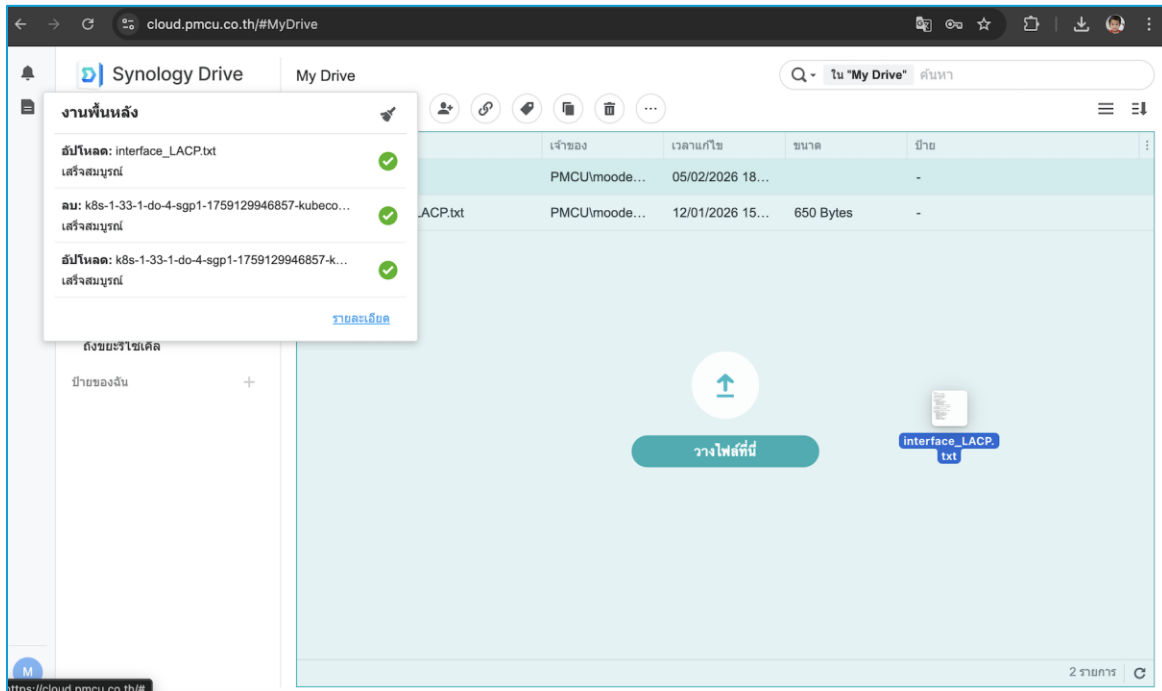 cloud.pmcu.co.th/#MyDrive
Synology Drive
My Drive
ใน "My Drive" ค้นหา
งานพื้นหลัง
อัปโหลด: interface_LACP.txt
เสร็จสมบูรณ์
ลบ: k8s-1-33-1-do-4-sgp1-1759129946857-kubeco...
เสร็จสมบูรณ์
อัปโหลด: k8s-1-33-1-do-4-sgp1-1759129946857-k...
เสร็จสมบูรณ์
รายละเอียด
ถังขยะรีไซเคิล
ป้ายของฉัน
เจ้าของ เวลาแก้ไข ขนาด ป้าย
PMCU\moode... 05/02/2026 18... -
ACP.txt PMCU\moode... 12/01/2026 15... 650 Bytes -
วางไฟล์ที่นี่
interface_LACP.
txt
2 รายการ
M
https://cloud.pmcu.co.th/#